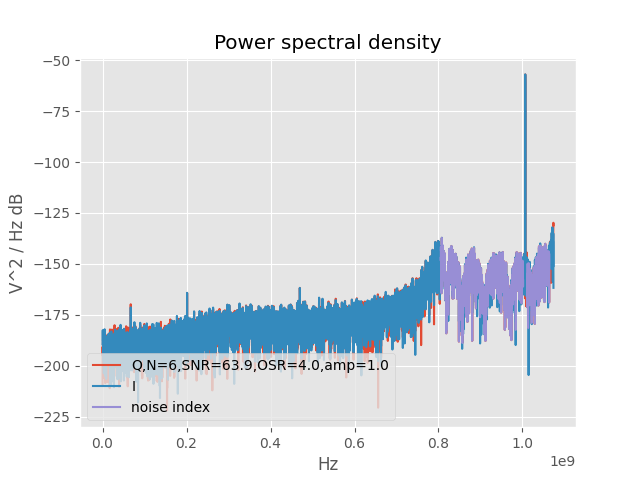 Power spectral density
V^2 / Hz dB
−50
−75
−100
−125
−150
−175
−200
−225
Q,N=6,SNR=63.9,OSR=4.0,amp=1.0
I
noise index
0.0 0.2 0.4 0.6 0.8 1.0
1e9
Hz